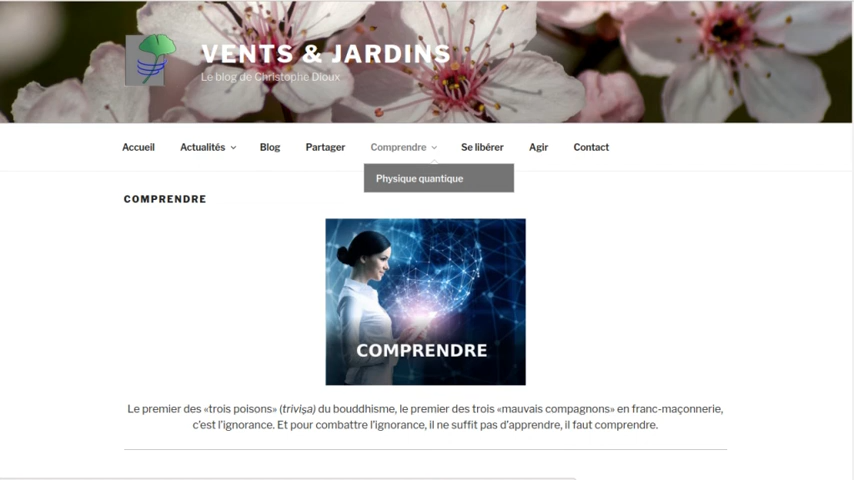 VENTS & JARDINS
Le blog de Christophe Dioux
Accueil Actualités Blog Partager Comprendre Se libérer Agir Contact
Physique quantique
COMPRENDRE
COMPRENDRE
Le premier des «trois poisons» (triviṣa) du bouddhisme, le premier des trois «mauvais compagnons» en franc-maçonnerie,
c'est l'ignorance. Et pour combattre l'ignorance, il ne suffit pas d'apprendre, il faut comprendre.